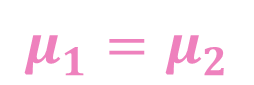 μ₁ = μ₂